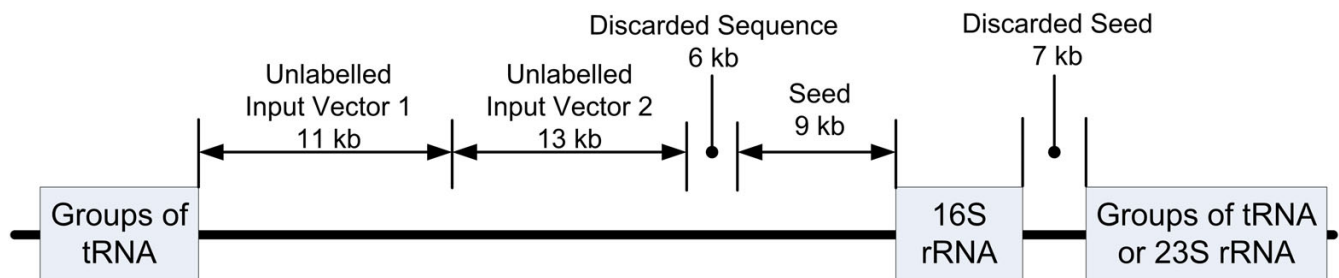 Discarded Sequence
6 kb
Discarded Seed
7 kb
Unlabelled
Input Vector 1
11 kb
Unlabelled
Input Vector 2
13 kb
Seed
9 kb
Groups of
tRNA
16S
rRNA
Groups of tRNA
or 23S rRNA